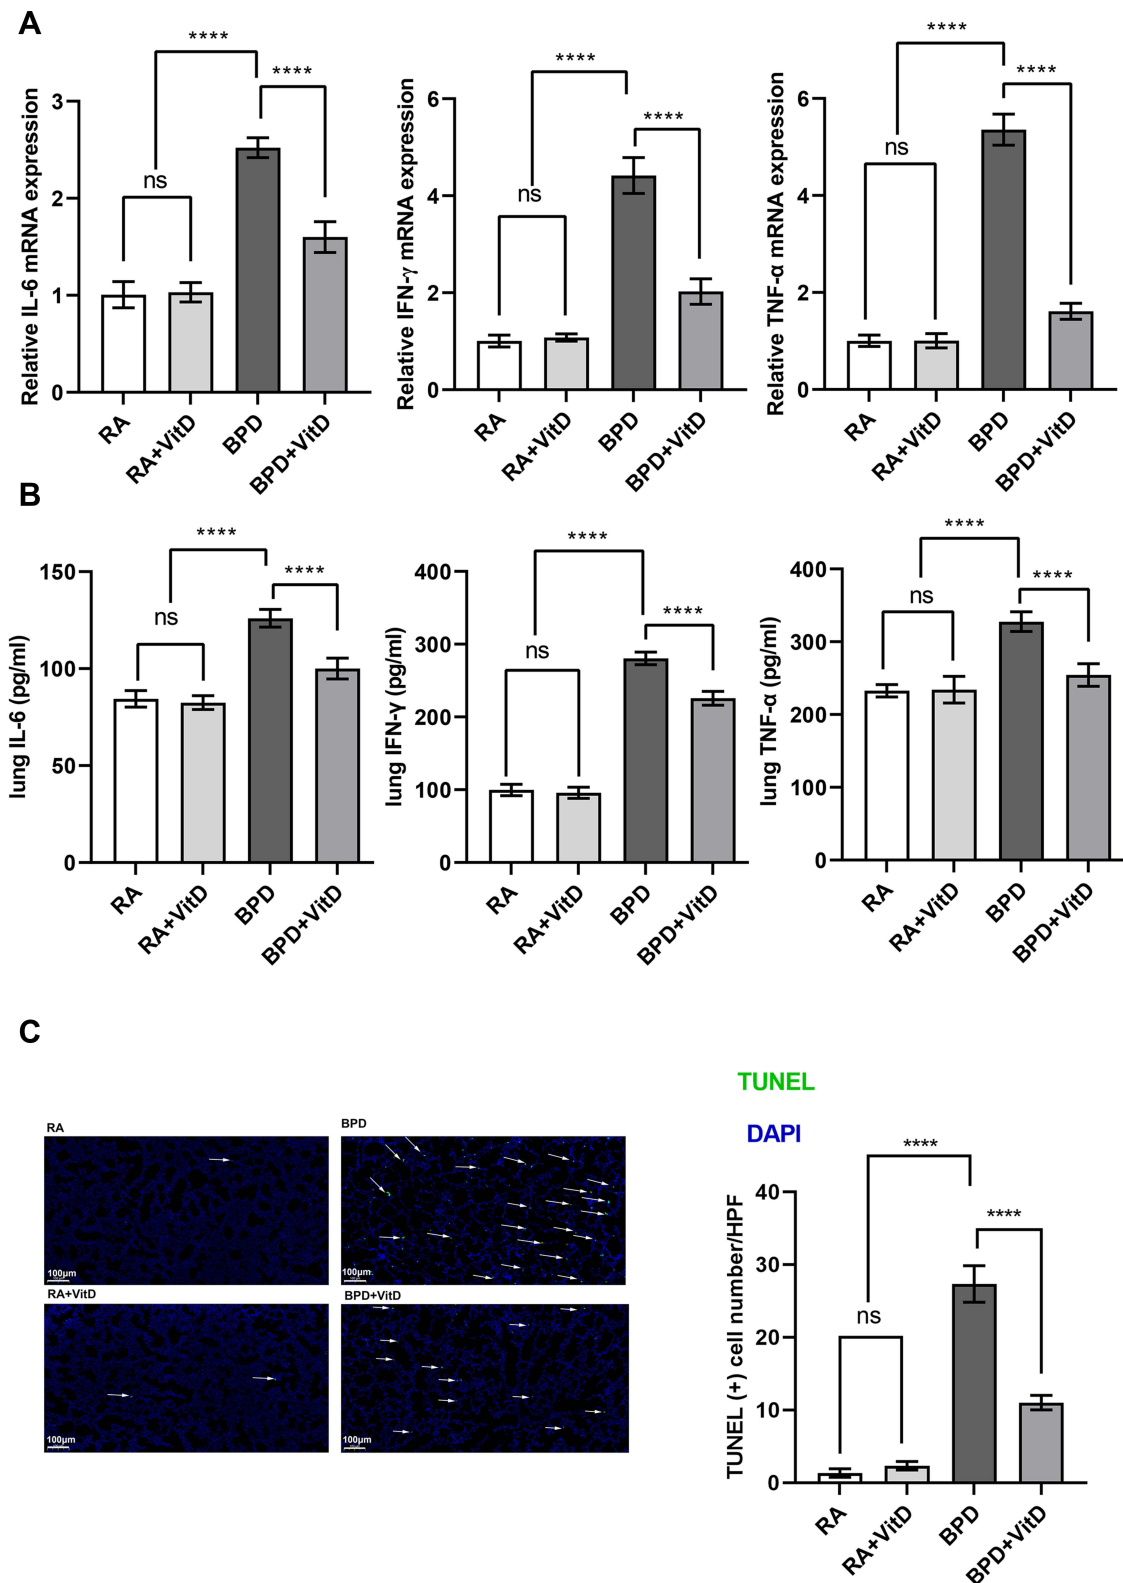 A
Relative IL-6 mRNA expression
3
2
1
0
****
****
ns
RA
RA+VitD
BPD
BPD+VitD
Relative IFN-γ mRNA expression
6
4
2
0
****
****
ns
RA
RA+VitD
BPD
BPD+VitD
Relative TNF-α mRNA expression
6
4
2
0
****
****
ns
RA
RA+VitD
BPD
BPD+VitD
B
lung IL-6 (pg/ml)
150
100
50
0
****
****
ns
RA
RA+VitD
BPD
BPD+VitD
lung IFN-γ (pg/ml)
400
300
200
100
0
****
****
ns
RA
RA+VitD
BPD
BPD+VitD
lung TNF-α (pg/ml)
400
300
200
100
0
****
****
ns
RA
RA+VitD
BPD
BPD+VitD
C
RA
100μm
BPD
100μm
RA+VitD
100μm
BPD+VitD
100μm
TUNEL
DAPI
TUNEL (+) cell number/HPF
40
30
20
10
0
****
****
ns
RA
RA+VitD
BPD
BPD+VitD